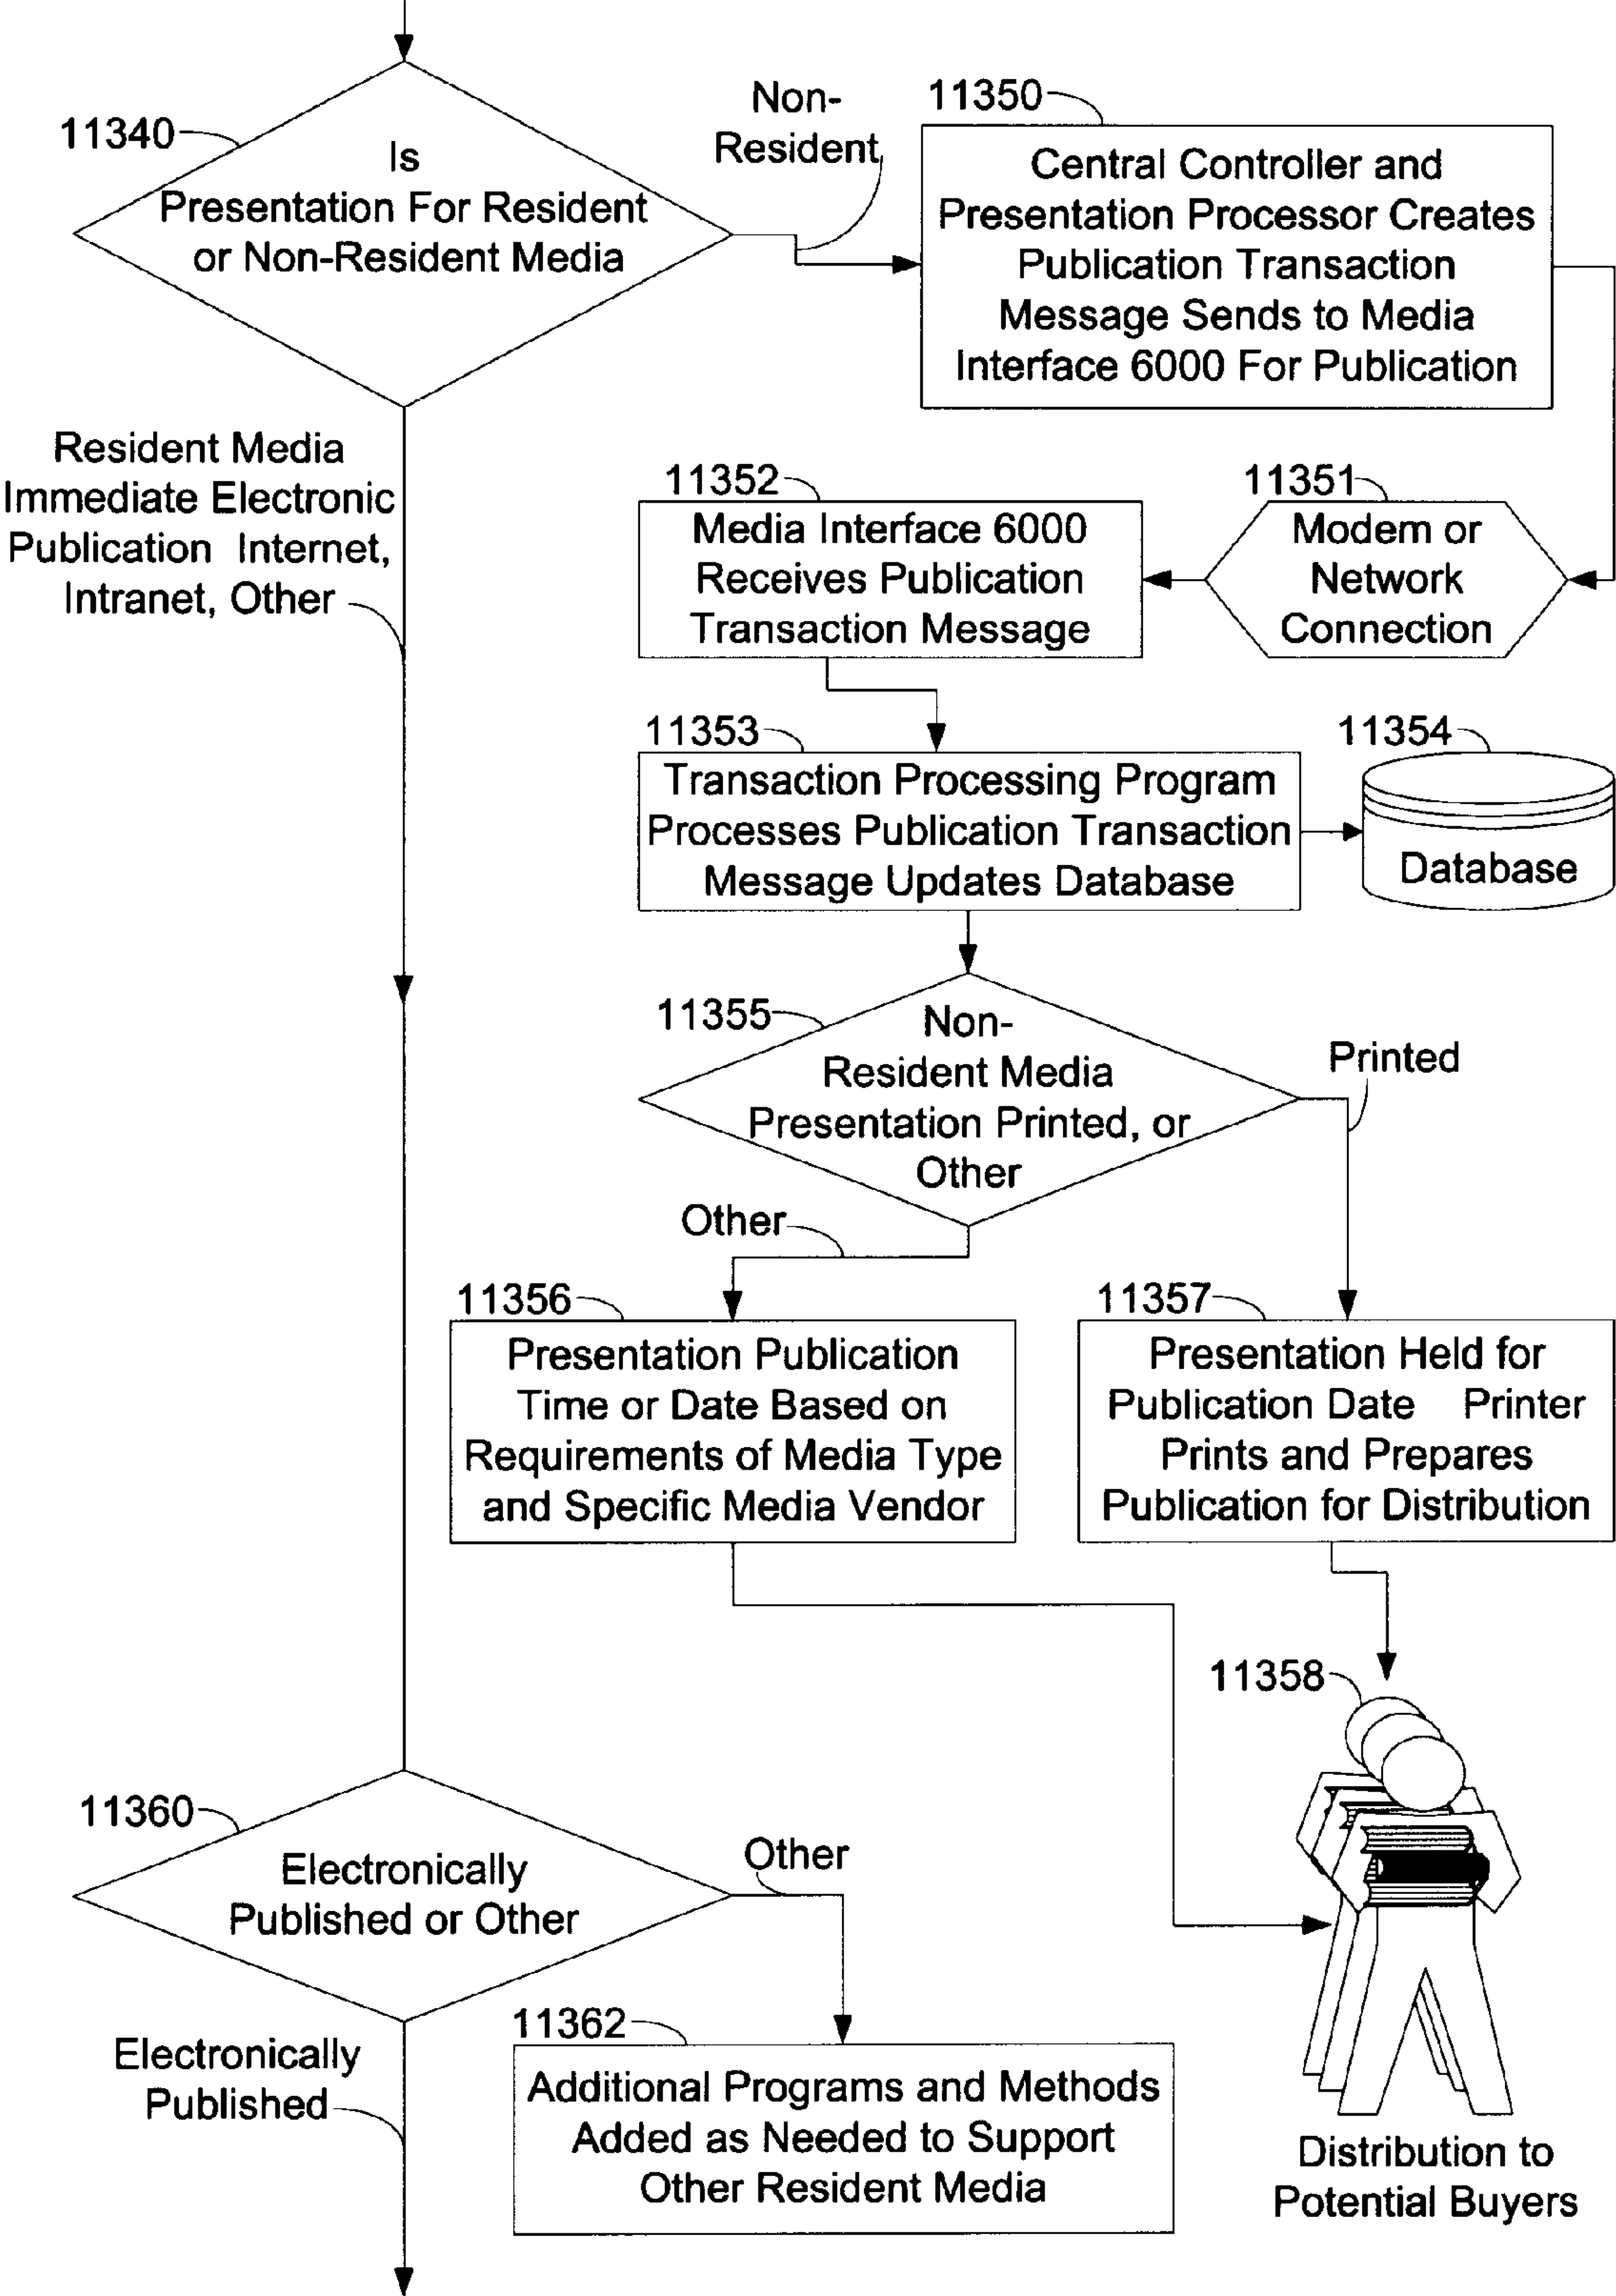 11340
Is
Presentation For Resident
or Non-Resident Media
Non-
Resident
11350
Central Controller and
Presentation Processor Creates
Publication Transaction
Message Sends to Media
Interface 6000 For Publication
Resident Media
Immediate Electronic
Publication Internet,
Intranet, Other
11352
Media Interface 6000
Receives Publication
Transaction Message
11351
Modem or
Network
Connection
11353
Transaction Processing Program
Processes Publication Transaction
Message Updates Database
11354
Database
11355
Non-
Resident Media
Presentation Printed, or
Other
Printed
Other
11356
Presentation Publication
Time or Date Based on
Requirements of Media Type
and Specific Media Vendor
11357
Presentation Held for
Publication Date Printer
Prints and Prepares
Publication for Distribution
11358
Distribution to
Potential Buyers
11360
Electronically
Published or Other
Other
Electronically
Published
11362
Additional Programs and Methods
Added as Needed to Support
Other Resident Media